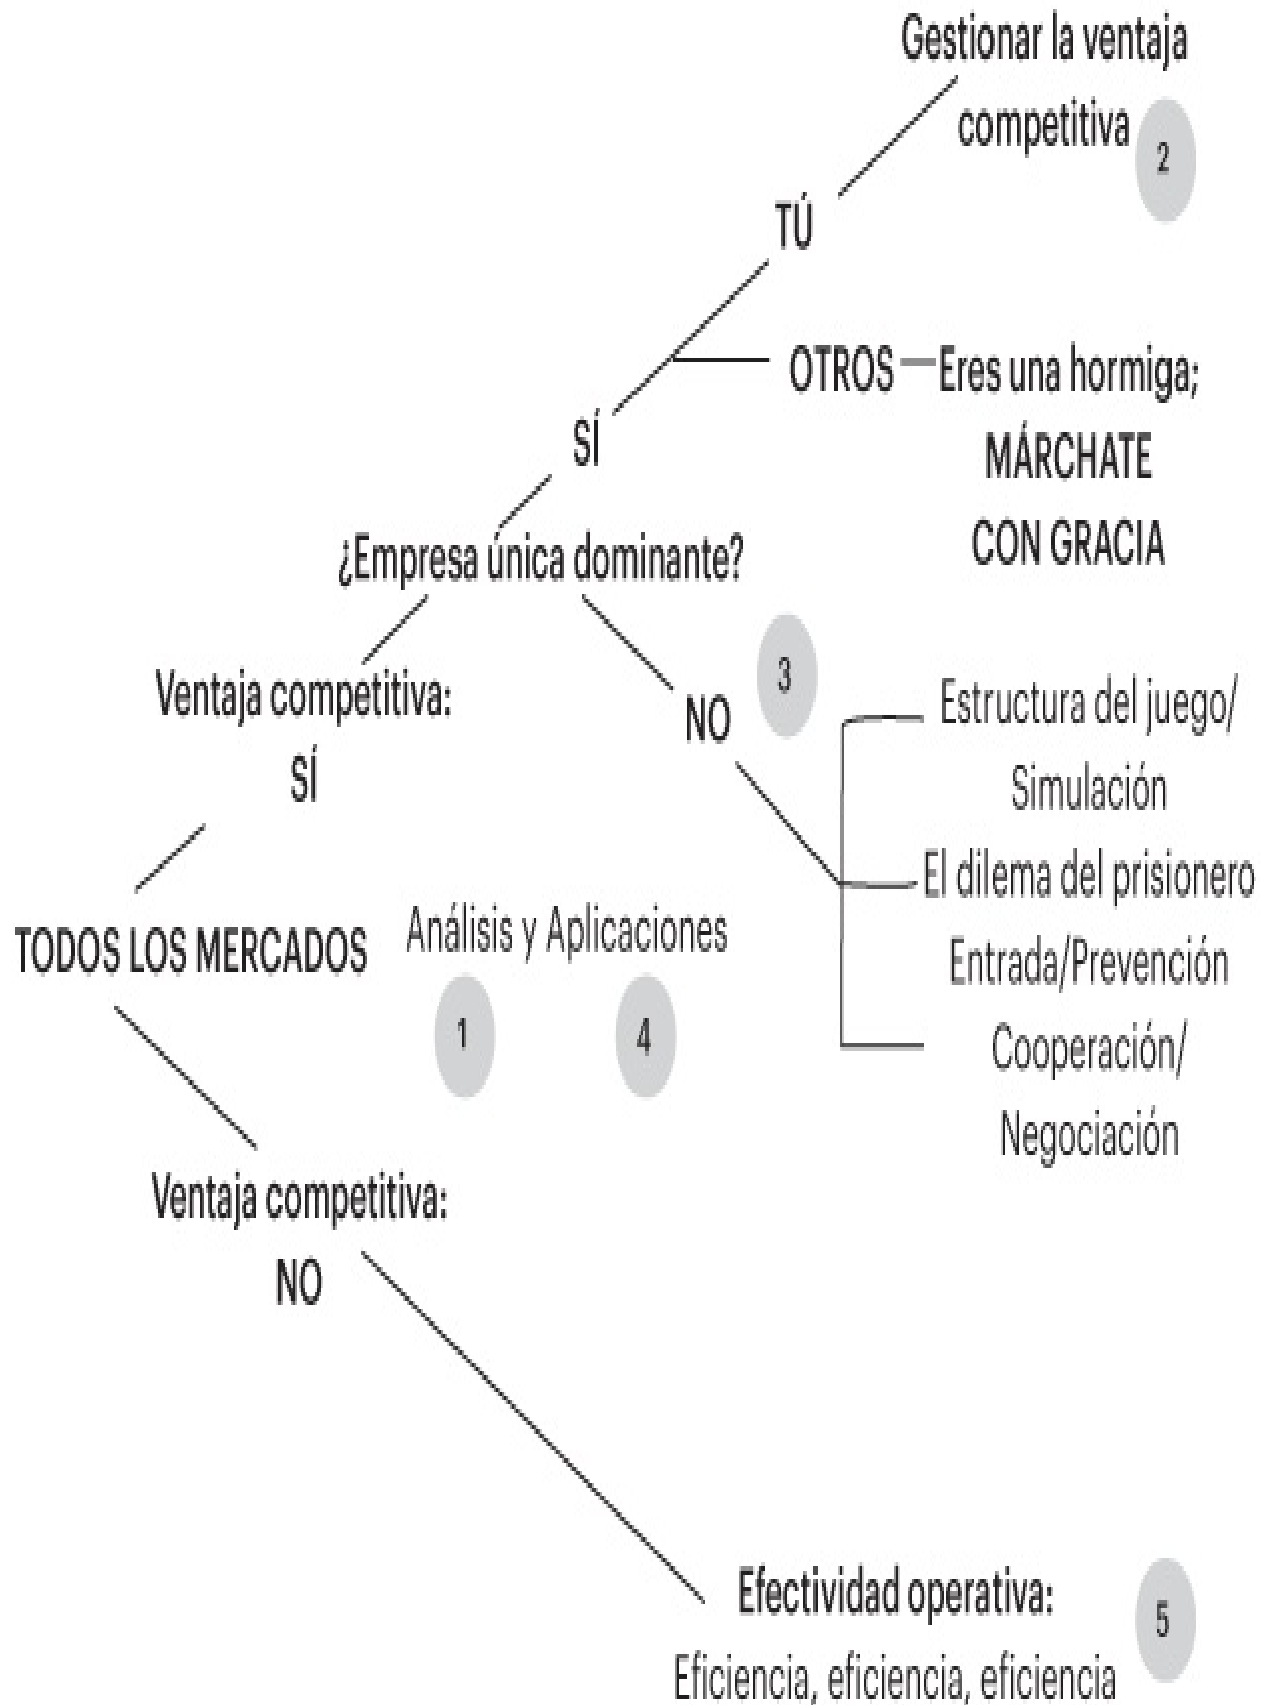 Gestionar la ventaja
competitiva
2
TÚ
OTROS
Eres una hormiga;
MÁRCHATE
CON GRACIA
SÍ
¿Empresa única dominante?
Ventaja competitiva:
SÍ
3
NO
Estructura del juego/
Simulación
El dilema del prisionero
Entrada/Prevención
Cooperación/
Negociación
TODOS LOS MERCADOS
Análisis y Aplicaciones
1
4
Ventaja competitiva:
NO
Efectividad operativa:
Eficiencia, eficiencia, eficiencia
5